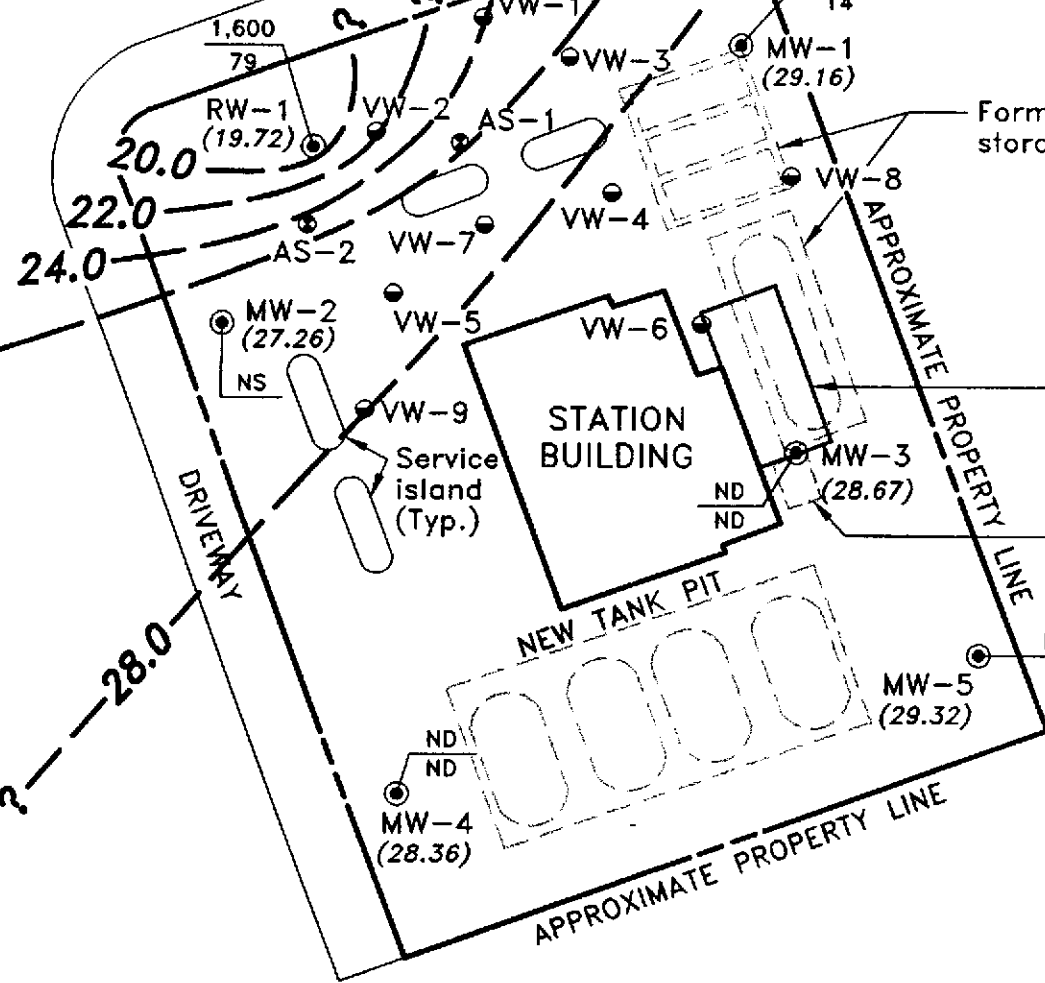 ?
?
VW-1
14
1,600
79
VW-3
MW-1
(29.16)
RW-1
(19.72)
VW-2
AS-1
Form
stora
20.0
VW-8
22.0
VW-4
24.0
AS-2
VW-7
APPROXIMATE PROPERTY LINE
MW-2
(27.26)
VW-5
VW-6
NS
VW-9
STATION
BUILDING
Service
island
(Typ.)
MW-3
(28.67)
ND
ND
DRIVEWAY
NEW TANK PIT
28.0
MW-5
(29.32)
ND
ND
?
MW-4
(28.36)
APPROXIMATE PROPERTY LINE